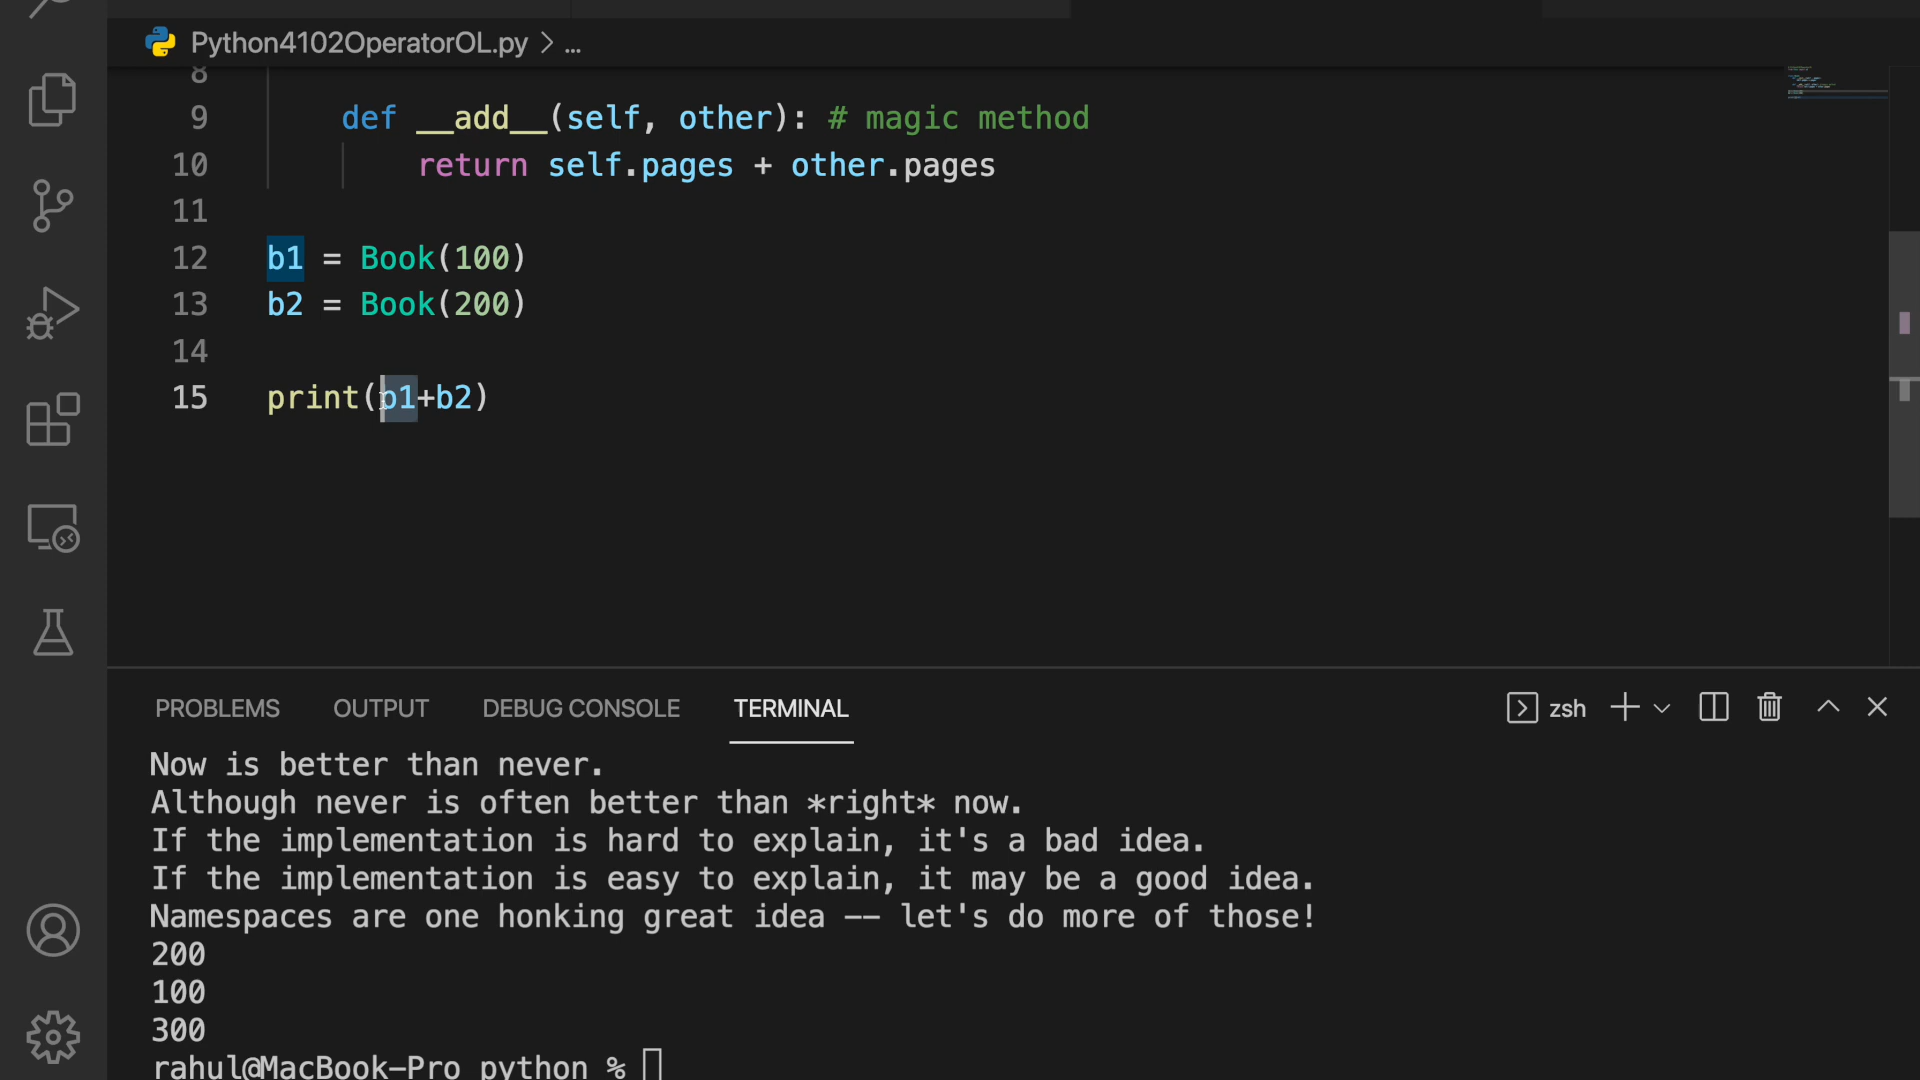 Python4102OperatorOL.py > ...
8
9 def __add__(self, other): # magic method
10 return self.pages + other.pages
11
12 b1 = Book(100)
13 b2 = Book(200)
14
15 print(b1+b2)
PROBLEMS OUTPUT DEBUG CONSOLE TERMINAL zsh
Now is better than never.
Although never is often better than *right* now.
If the implementation is hard to explain, it's a bad idea.
If the implementation is easy to explain, it may be a good idea.
Namespaces are one honking great idea -- let's do more of those!
200
100
300
rahul@MacBook-Pro python %